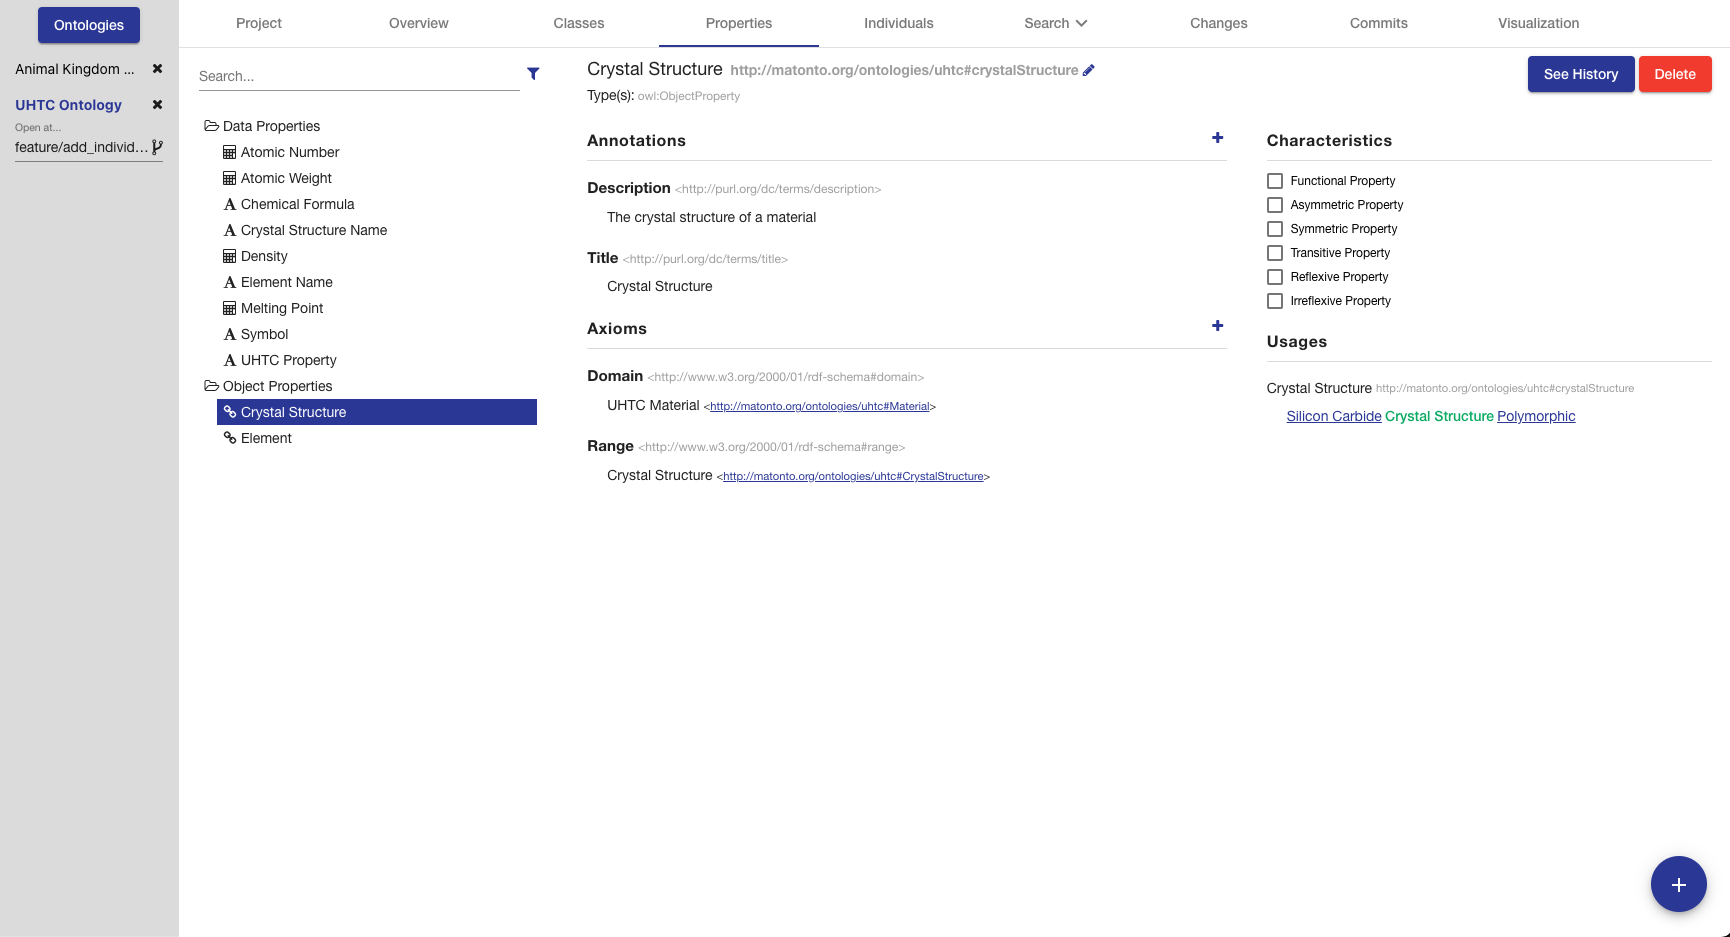 Ontologies
Animal Kingdom ...
UHTC Ontology
Open at...
feature/add_individ...
Project
Overview
Classes
Properties
Individuals
Search
Changes
Commits
Visualization
Search...
Data Properties
Atomic Number
Atomic Weight
Chemical Formula
Crystal Structure Name
Density
Element Name
Melting Point
Symbol
UHTC Property
Object Properties
Crystal Structure
Element
Crystal Structure http://matonto.org/ontologies/uhtc#crystalStructure
Type(s): owl:ObjectProperty
See History
Delete
Annotations
Description <http://purl.org/dc/terms/description>
The crystal structure of a material
Title <http://purl.org/dc/terms/title>
Crystal Structure
Axioms
Domain <http://www.w3.org/2000/01/rdf-schema#domain>
UHTC Material <http://matonto.org/ontologies/uhtc#Material>
Range <http://www.w3.org/2000/01/rdf-schema#range>
Crystal Structure <http://matonto.org/ontologies/uhtc#CrystalStructure>
Characteristics
Functional Property
Asymmetric Property
Symmetric Property
Transitive Property
Reflexive Property
Irreflexive Property
Usages
Crystal Structure http://matonto.org/ontologies/uhtc#crystalStructure
Silicon Carbide Crystal Structure Polymorphic